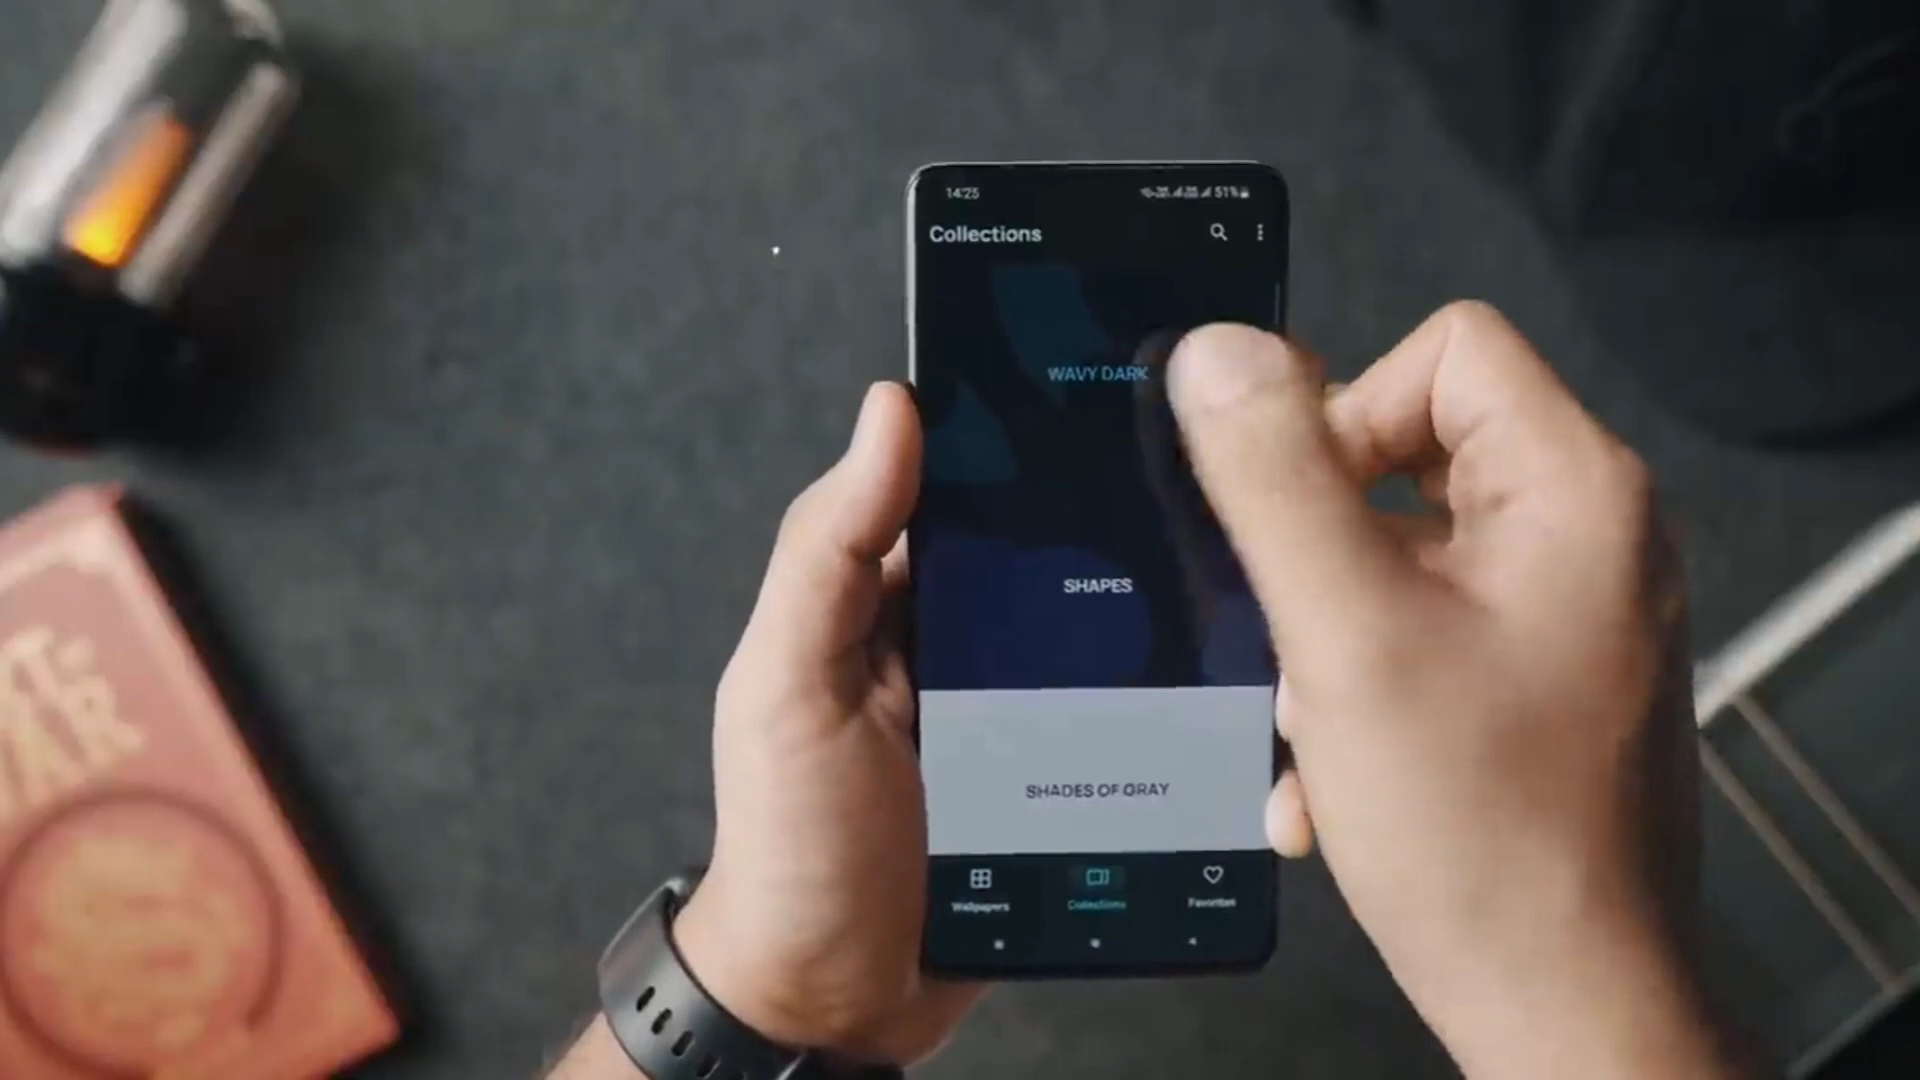 14:25
51%
Collections
WAVY DARK
SHAPES
SHADES OF GRAY
Wallpapers
Collections
Favorites